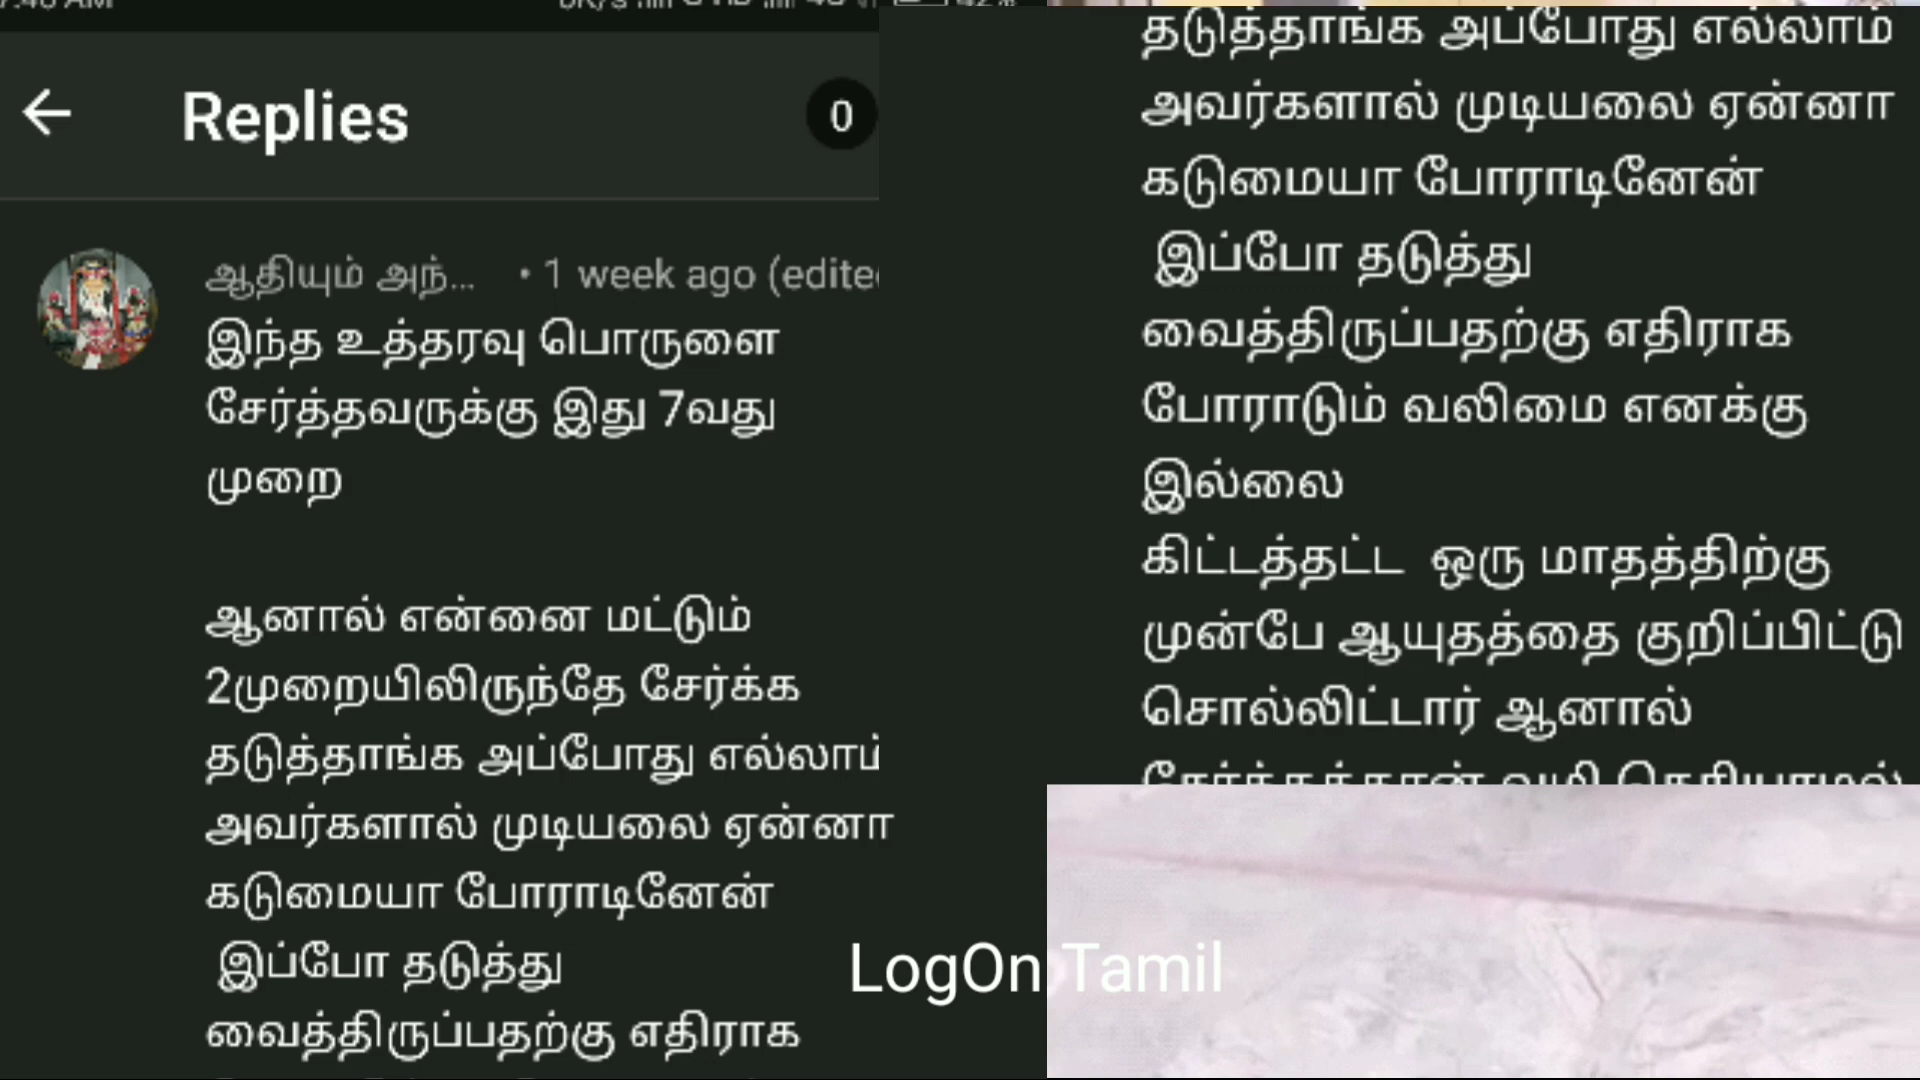 Replies
0
ஆதியும் அந்... • 1 week ago
இந்த உத்தரவு பொருளை
சேர்த்தவருக்கு இது 7வது
முறை
ஆனால் என்னை மட்டும்
2முறையிலிருந்தே சேர்க்க
தடுத்தாங்க அப்போது எல்லாம்
அவர்களால் முடியலை ஏன்னா
கடுமையா போராடினேன்
இப்போ தடுத்து
வைத்திருப்பதற்கு எதிராக
தடுத்தாங்க அப்போது எல்லாம்
அவர்களால் முடியலை ஏன்னா
கடுமையா போராடினேன்
இப்போ தடுத்து
வைத்திருப்பதற்கு எதிராக
போராடும் வலிமை எனக்கு
இல்லை
கிட்டத்தட்ட ஒரு மாதத்திற்கு
முன்பே ஆயுதத்தை குறிப்பிட்டு
சொல்லிட்டார் ஆனால்
LogOn Tamil